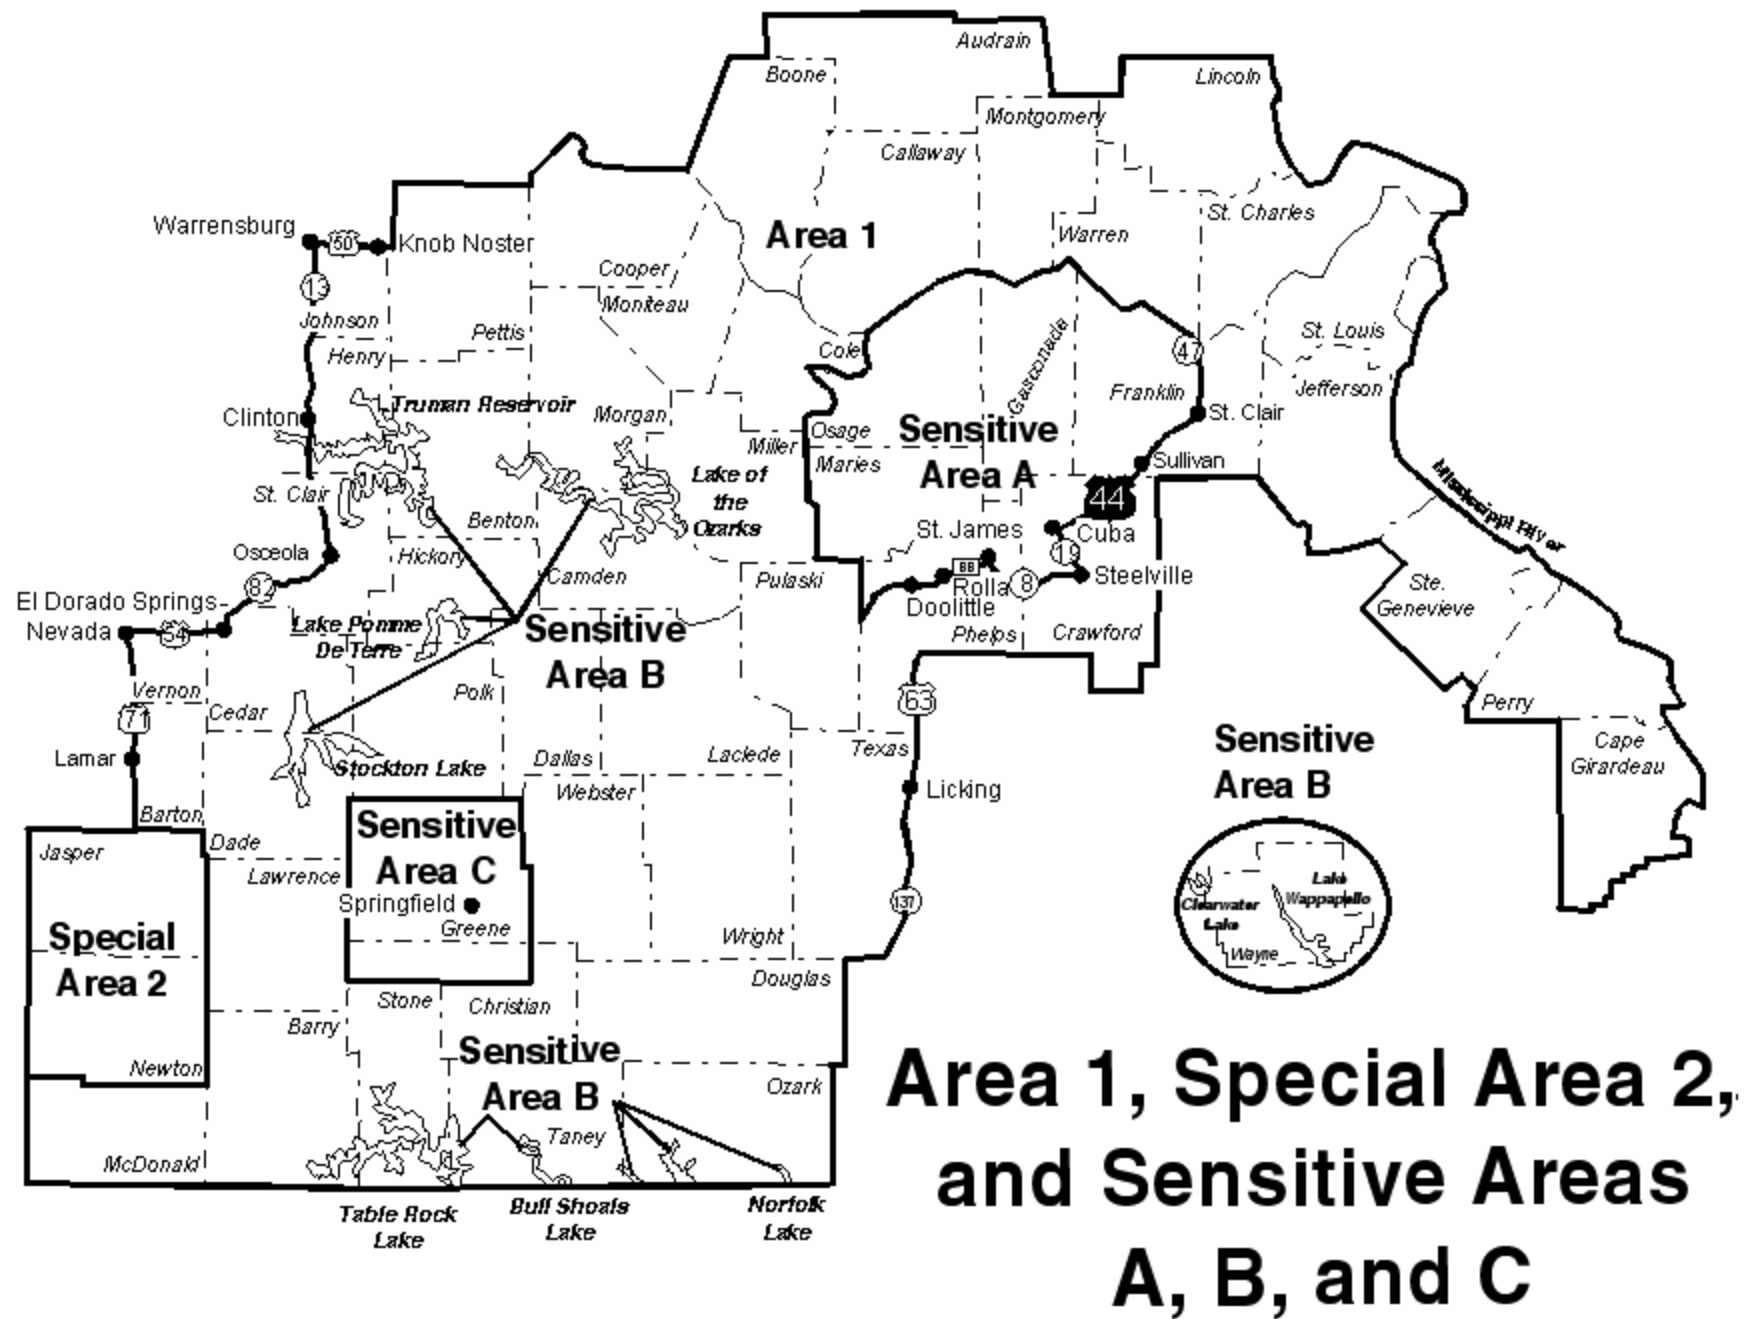 Audrain
Boone
Lincoln
Montgomery
Callaway
St. Charles
Warrensburg
50
Knob Noster
Area 1
Warren
13
Cooper
Moniteau
Johnson
Pettis
Henry
Cole
Gasconade
47
St. Louis
Jefferson
Franklin
Truman Reservoir
Clinton
Morgan
St. Clair
Miller
Osage
Maries
Sensitive
Area A
Sullivan
Mississippi River
Lake of
the
Ozarks
St. Clair
44
Benton
St. James
Cuba
Osceola
Hickory
19
88
Rolla
8
Steelville
82
Camden
Pulaski
Doolittle
Ste.
Genevieve
El Dorado Springs
Nevada
54
Lake Pomme
De Terre
Sensitive
Area B
Phelps
Crawford
Vernon
Polk
63
Perry
71
Cedar
Lamar
Stockton Lake
Dallas
Laclede
Texas
Sensitive
Area B
Cape
Girardeau
Webster
Licking
Barton
Sensitive
Area C
Jasper
Dade
Lawrence
Springfield
Greene
137
Lake
Wappapello
Clearwater
Lake
Wayne
Special
Area 2
Wright
Douglas
Stone
Christian
Barry
Newton
Sensitive
Area B
Ozark
Taney
McDonald
Table Rock
Lake
Bull Shoals
Lake
Norfolk
Lake
Area 1, Special Area 2,
and Sensitive Areas
A, B, and C